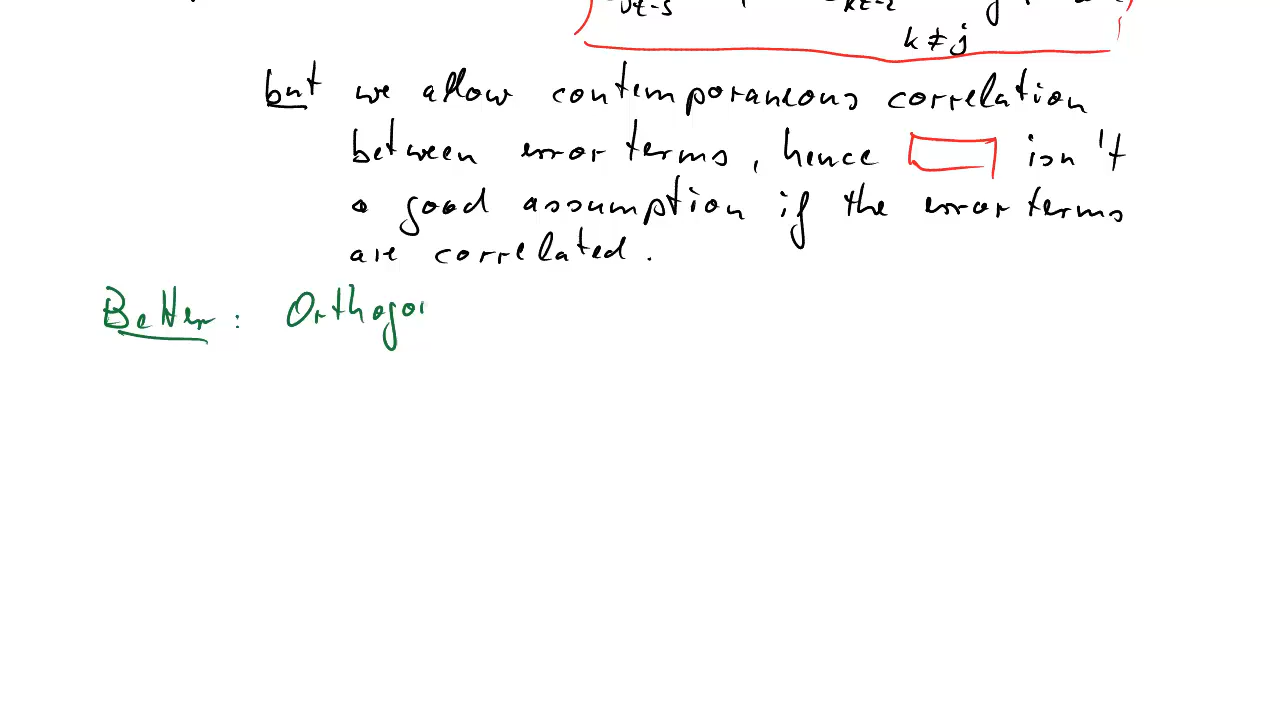 k ≠ j
but we allow contemporaneous correlation
between error terms, hence isn't
a good assumption if the error terms
are correlated.
Better: Orthogon